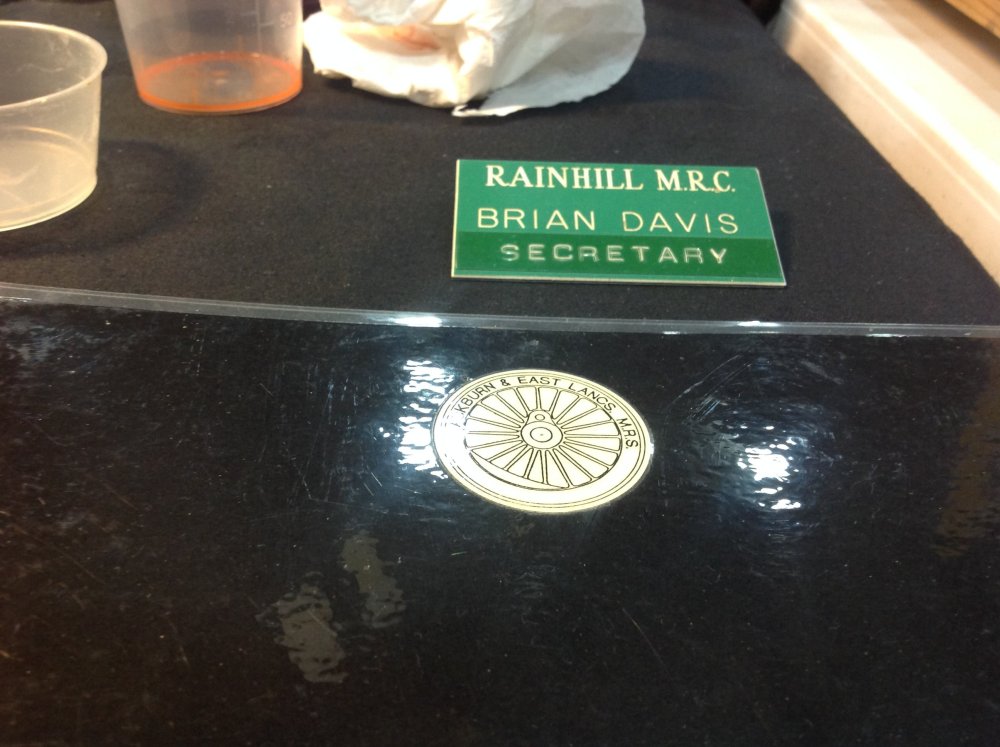 RAINHILL M.R.C.
BRIAN DAVIS
SECRETARY
& EAST LANCS. M.R.S.